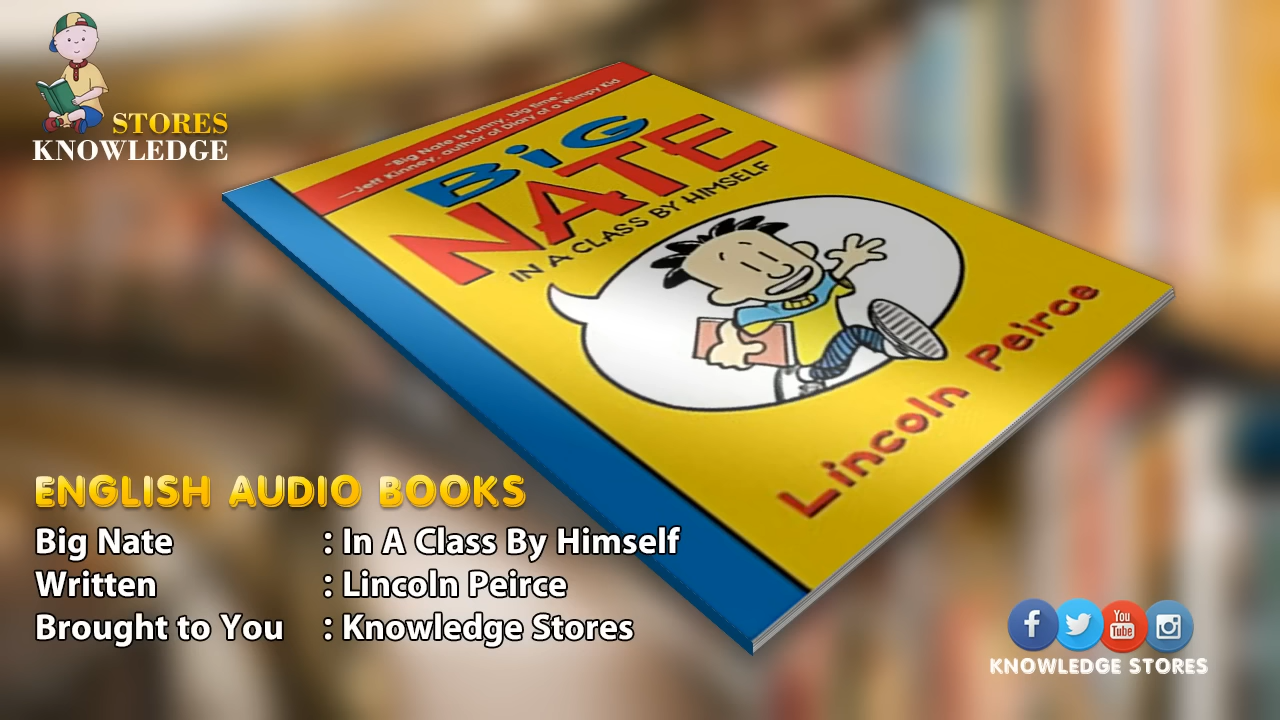 STORES
KNOWLEDGE
"Big Nate is funny, big time."
—Jeff Kinney, author of Diary of a Wimpy Kid
BiG
NATE
IN A CLASS BY HIMSELF
Lincoln Peirce
ENGLISH AUDIO BOOKS
Big Nate : In A Class By Himself
Written : Lincoln Peirce
Brought to You : Knowledge Stores
f You Tube
KNOWLEDGE STORES